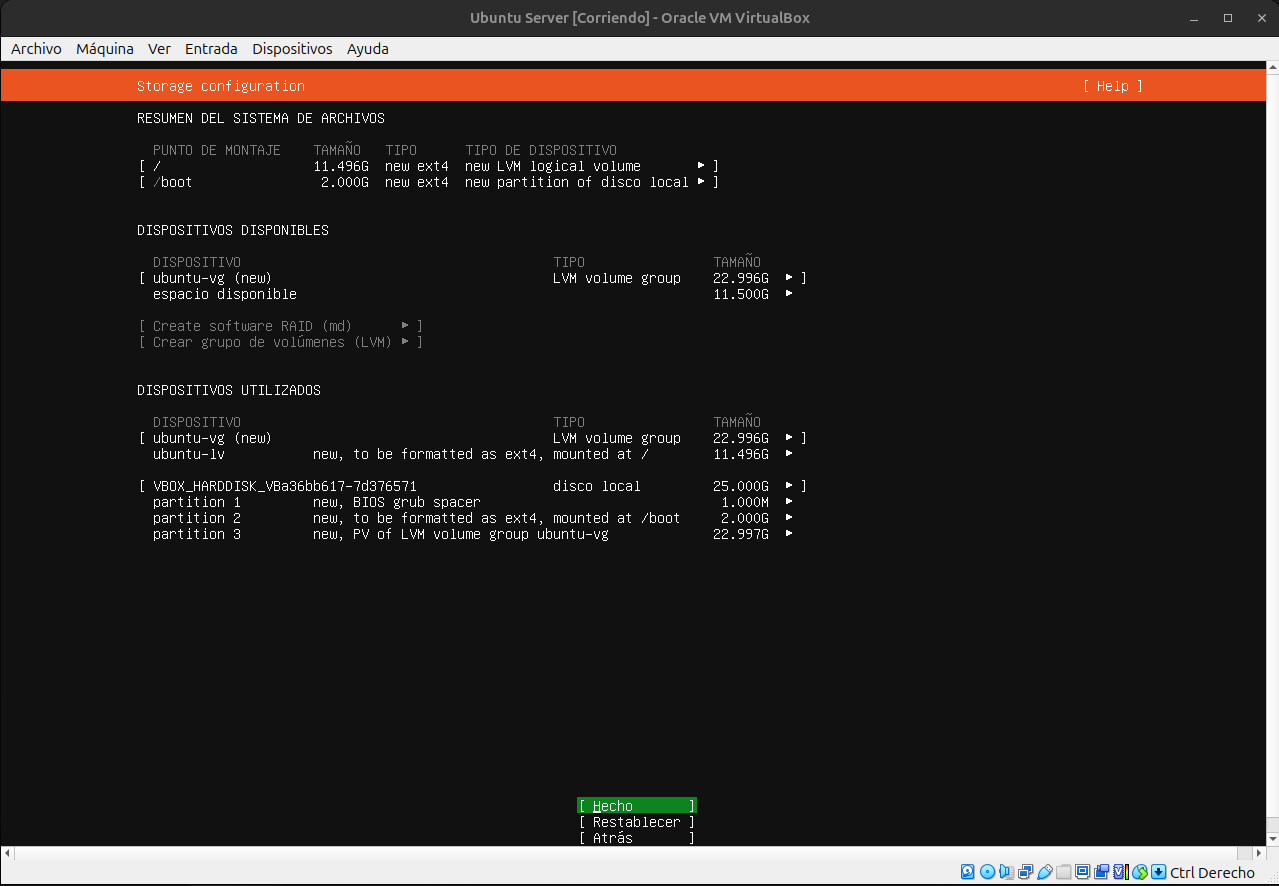 Ubuntu Server [Corriendo] - Oracle VM VirtualBox
Archivo Máquina Ver Entrada Dispositivos Ayuda
Storage configuration [ Help ]
RESUMEN DEL SISTEMA DE ARCHIVOS
PUNTO DE MONTAJE TAMAÑO TIPO TIPO DE DISPOSITIVO
[ / 11.496G new ext4 new LVM logical volume ▸ ]
[ /boot 2.000G new ext4 new partition of disco local ▸ ]
DISPOSITIVOS DISPONIBLES
DISPOSITIVO TIPO TAMAÑO
[ ubuntu-vg (new) LVM volume group 22.996G ▸ ]
espacio disponible 11.500G ▸
[ Create software RAID (md) ▸ ]
[ Crear grupo de volúmenes (LVM) ▸ ]
DISPOSITIVOS UTILIZADOS
DISPOSITIVO TIPO TAMAÑO
[ ubuntu-vg (new) LVM volume group 22.996G ▸ ]
ubuntu-lv new, to be formatted as ext4, mounted at / 11.496G ▸
[ VBOX_HARDDISK_VBa36bb617-7d376571 disco local 25.000G ▸ ]
partition 1 new, BIOS grub spacer 1.000M ▸
partition 2 new, to be formatted as ext4, mounted at /boot 2.000G ▸
partition 3 new, PV of LVM volume group ubuntu-vg 22.997G ▸
[ Hecho ]
[ Restablecer ]
[ Atrás ]
Ctrl Derecho